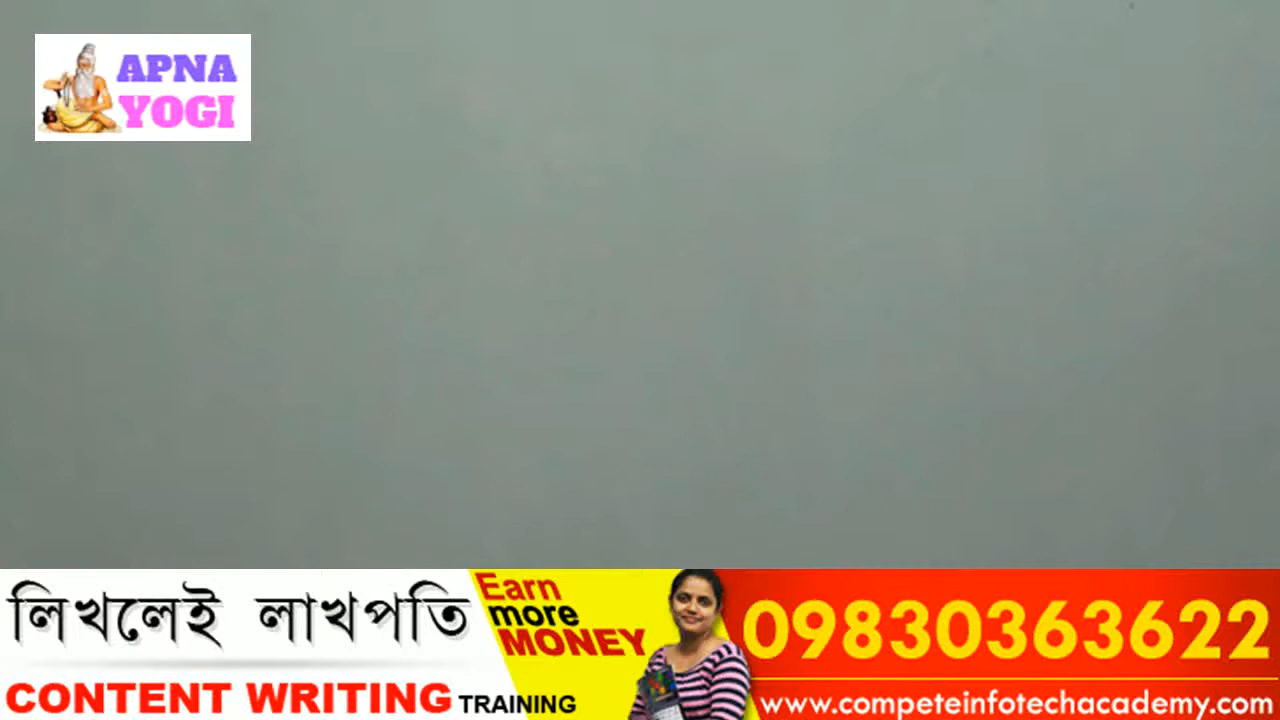 APNA
YOGI
লিখলেই লাখপতি
CONTENT WRITING TRAINING
Earn
more
MONEY
09830363622
www.competeinfotechacademy.com